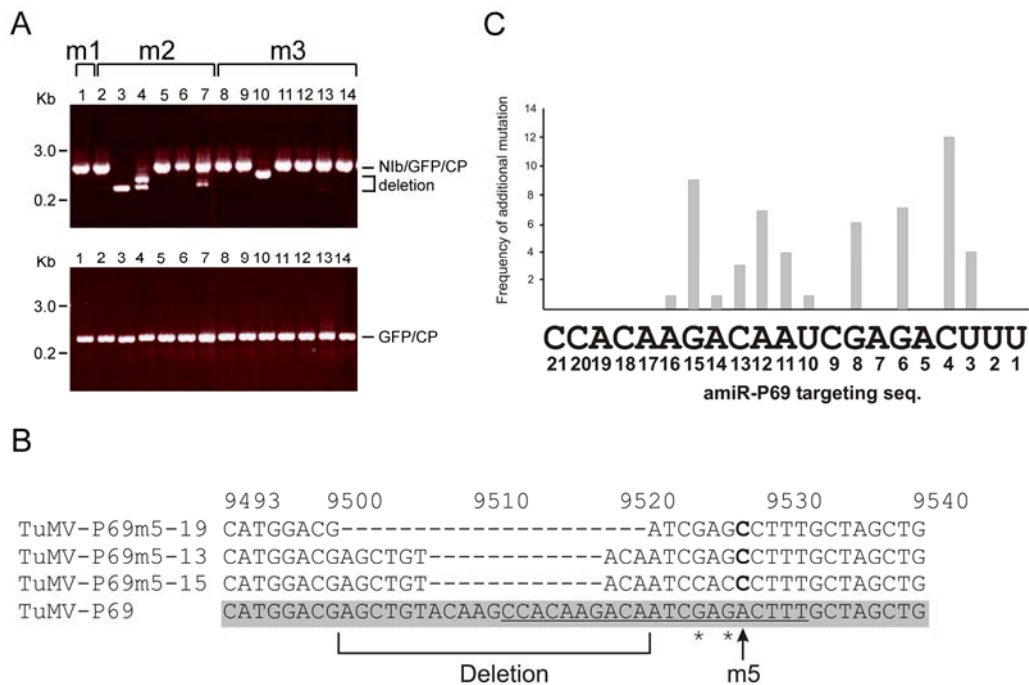 A
m1 m2 m3
Kb 1 2 3 4 5 6 7 8 9 10 11 12 13 14
3.0
NIb/GFP/CP
deletion
0.2
Kb 1 2 3 4 5 6 7 8 9 10 11 12 13 14
3.0
GFP/CP
0.2
C
Frequency of additional mutation
14
12
10
8
6
4
2
CCACAAGACAAUCGAGACUUU
21 20 19 18 17 16 15 14 13 12 11 10 9 8 7 6 5 4 3 2 1
amiR-P69 targeting seq.
B
9493 9500 9510 9520 9530 9540
TuMV-P69m5-19 CATGGACG------------------ATCGAGCCTTTGCTAGCTG
TuMV-P69m5-13 CATGGACGAGCTGT------------ACAATCGAGCCTTTGCTAGCTG
TuMV-P69m5-15 CATGGACGAGCTGT------------ACAATCCACCCTTTGCTAGCTG
TuMV-P69 CATGGACGAGCTGTACAAGCCACAAGACAATCGAGACTTTGCTAGCTG
* *
Deletion m5